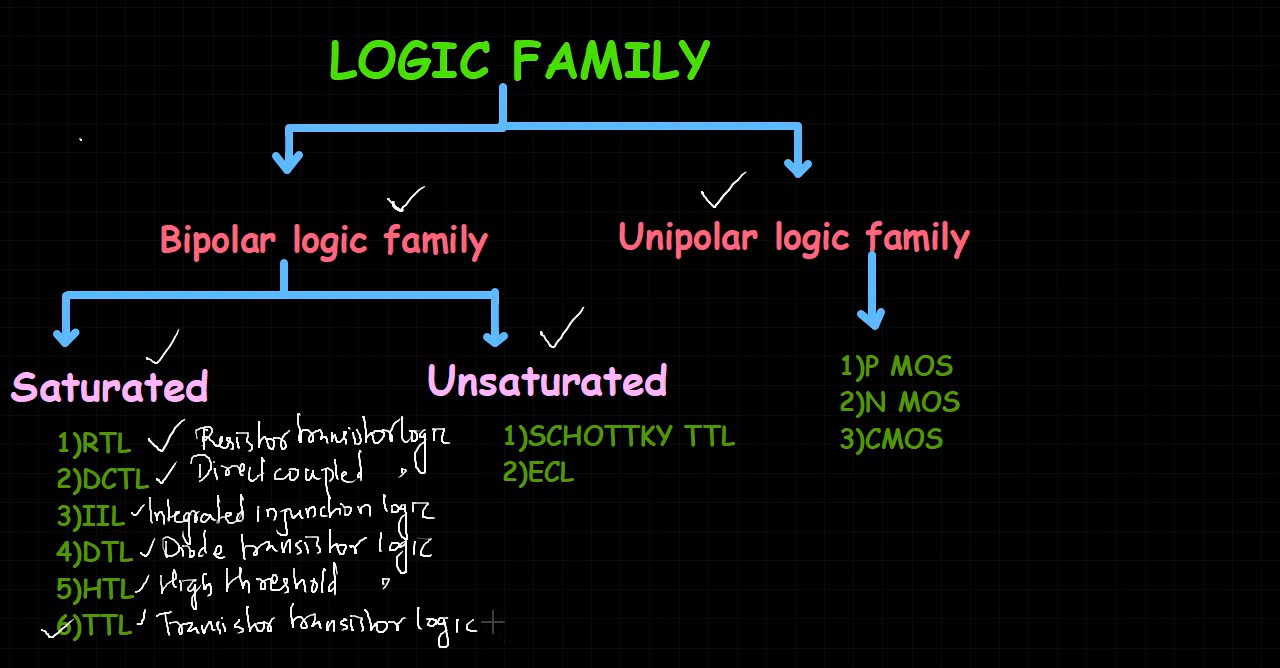 LOGIC FAMILY
Bipolar logic family
Unipolar logic family
Saturated
1)RTL Resistor transistor logic
2)DCTL Direct coupled "
3)IIL Integrated injunction logic
4)DTL Diode transistor logic
5)HTL High threshold "
6)TTL Transistor transistor logic
Unsaturated
1)SCHOTTKY TTL
2)ECL
1)P MOS
2)N MOS
3)CMOS